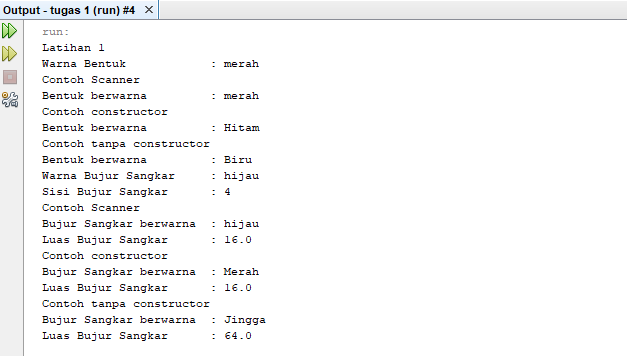 Output - tugas 1 (run) #4
run:
Latihan 1
Warna Bentuk : merah
Contoh Scanner
Bentuk berwarna : merah
Contoh constructor
Bentuk berwarna : Hitam
Contoh tanpa constructor
Bentuk berwarna : Biru
Warna Bujur Sangkar : hijau
Sisi Bujur Sangkar : 4
Contoh Scanner
Bujur Sangkar berwarna : hijau
Luas Bujur Sangkar : 16.0
Contoh constructor
Bujur Sangkar berwarna : Merah
Luas Bujur Sangkar : 16.0
Contoh tanpa constructor
Bujur Sangkar berwarna : Jingga
Luas Bujur Sangkar : 64.0